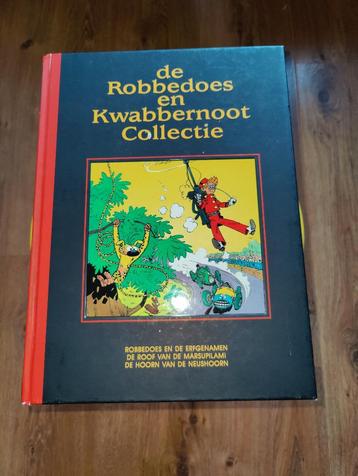 de
Robbedoes
en
Kwabbernoot
Collectie
ROBBEDOES EN DE ERFGENAMEN
DE ROOF VAN DE MARSUPILAMI
DE HOORN VAN DE NEUSHOORN